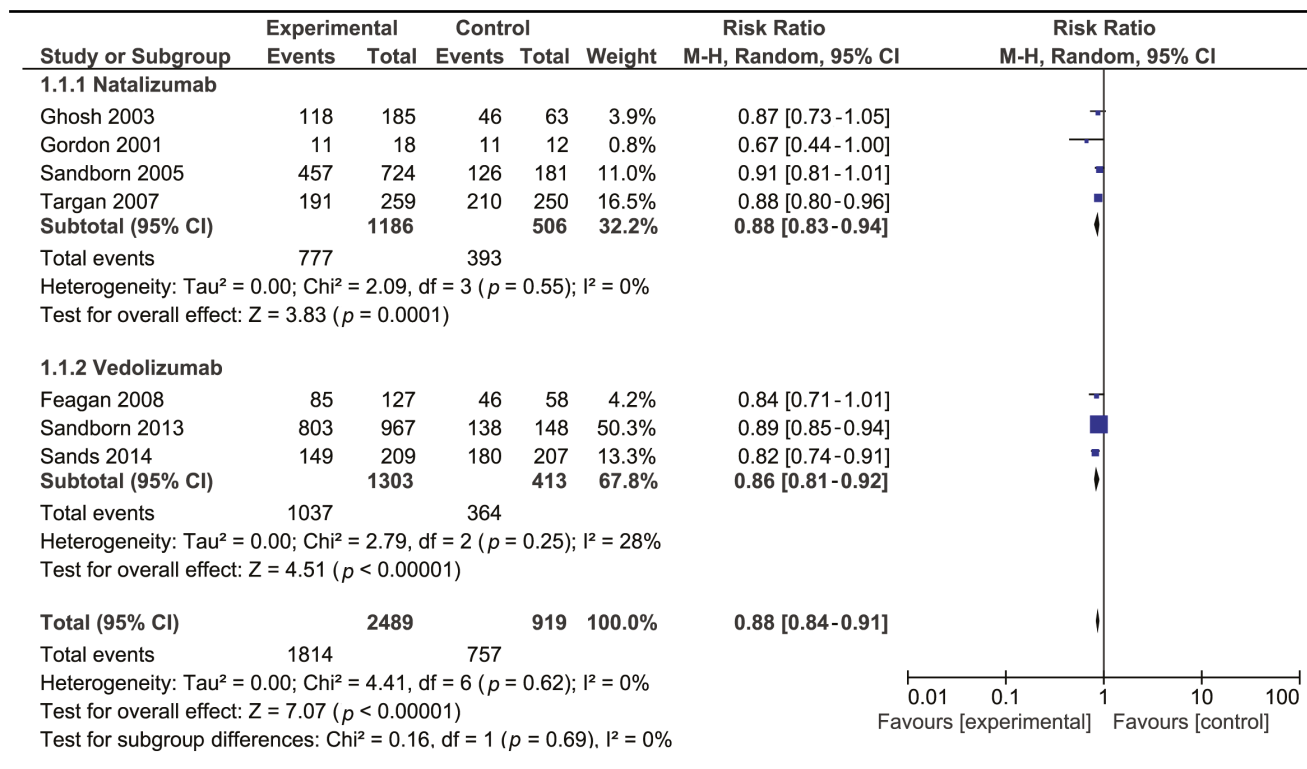 Experimental Control Risk Ratio Risk Ratio
Study or Subgroup Events Total Events Total Weight M-H, Random, 95% CI M-H, Random, 95% CI
1.1.1 Natalizumab
Ghosh 2003 118 185 46 63 3.9% 0.87 [0.73-1.05]
Gordon 2001 11 18 11 12 0.8% 0.67 [0.44-1.00]
Sandborn 2005 457 724 126 181 11.0% 0.91 [0.81-1.01]
Targan 2007 191 259 210 250 16.5% 0.88 [0.80-0.96]
Subtotal (95% CI) 1186 506 32.2% 0.88 [0.83-0.94]
Total events 777 393
Heterogeneity: Tau² = 0.00; Chi² = 2.09, df = 3 (p = 0.55); I² = 0%
Test for overall effect: Z = 3.83 (p = 0.0001)
1.1.2 Vedolizumab
Feagan 2008 85 127 46 58 4.2% 0.84 [0.71-1.01]
Sandborn 2013 803 967 138 148 50.3% 0.89 [0.85-0.94]
Sands 2014 149 209 180 207 13.3% 0.82 [0.74-0.91]
Subtotal (95% CI) 1303 413 67.8% 0.86 [0.81-0.92]
Total events 1037 364
Heterogeneity: Tau² = 0.00; Chi² = 2.79, df = 2 (p = 0.25); I² = 28%
Test for overall effect: Z = 4.51 (p < 0.00001)
Total (95% CI) 2489 919 100.0% 0.88 [0.84-0.91]
Total events 1814 757
Heterogeneity: Tau² = 0.00; Chi² = 4.41, df = 6 (p = 0.62); I² = 0%
Test for overall effect: Z = 7.07 (p < 0.00001)
Test for subgroup differences: Chi² = 0.16, df = 1 (p = 0.69), I² = 0%
0.01 0.1 1 10 100
Favours [experimental] Favours [control]